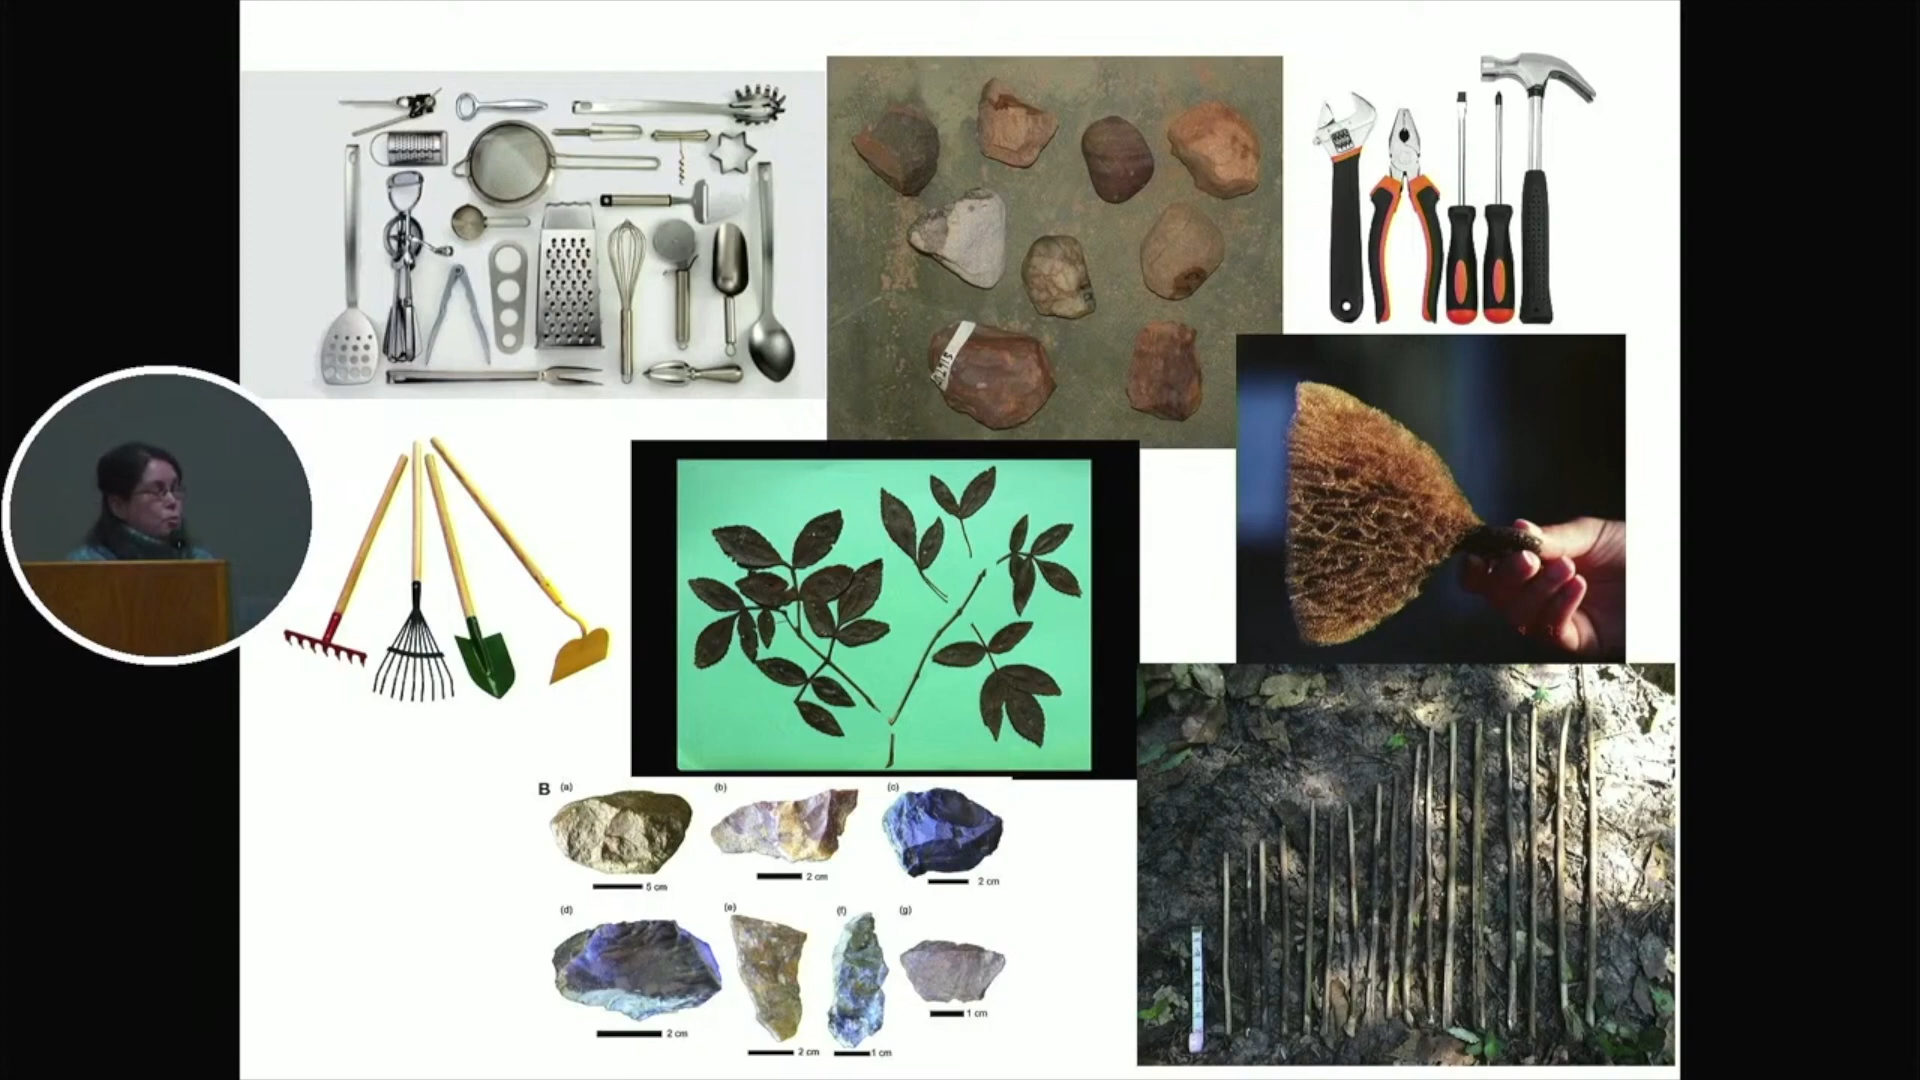 B (a) (b) (c)
5 cm 2 cm 2 cm
(d) (e) (f) (g)
2 cm 2 cm 1 cm 1 cm